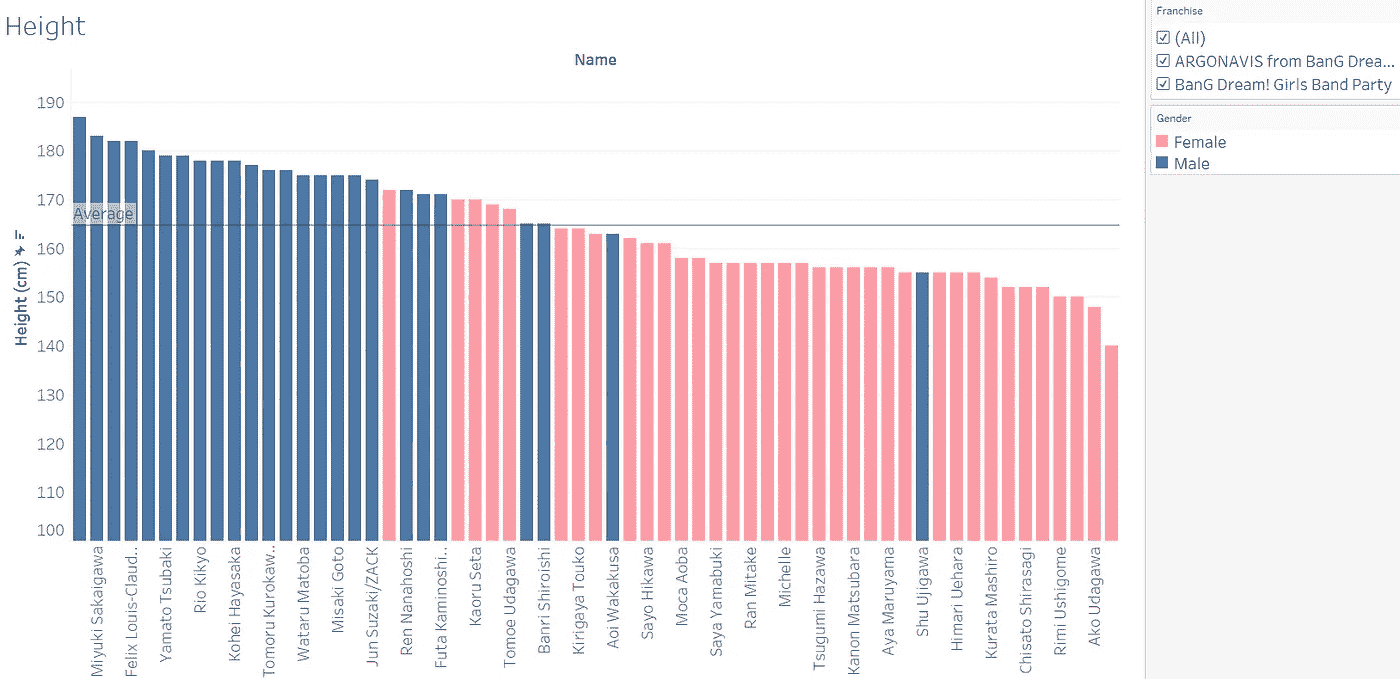 Height
Name
Franchise
(All)
ARGONAVIS from BanG Drea...
BanG Dream! Girls Band Party
Gender
Female
Male
Height (cm)
190
180
170
160
150
140
130
120
110
100
Average
Miyuki Sakaigawa
Felix Louis-Claud..
Yamato Tsubaki
Rio Kikyo
Kohei Hayasaka
Tomoru Kurokaw..
Wataru Matoba
Misaki Goto
Jun Suzaki/ZACK
Ren Nanahoshi
Futa Kaminoshi..
Kaoru Seta
Tomoe Udagawa
Banri Shiroishi
Kirigaya Touko
Aoi Wakakusa
Sayo Hikawa
Moca Aoba
Saya Yamabuki
Ran Mitake
Michelle
Tsugumi Hazawa
Kanon Matsubara
Aya Maruyama
Shu Ujigawa
Himari Uehara
Kurata Mashiro
Chisato Shirasagi
Rimi Ushigome
Ako Udagawa